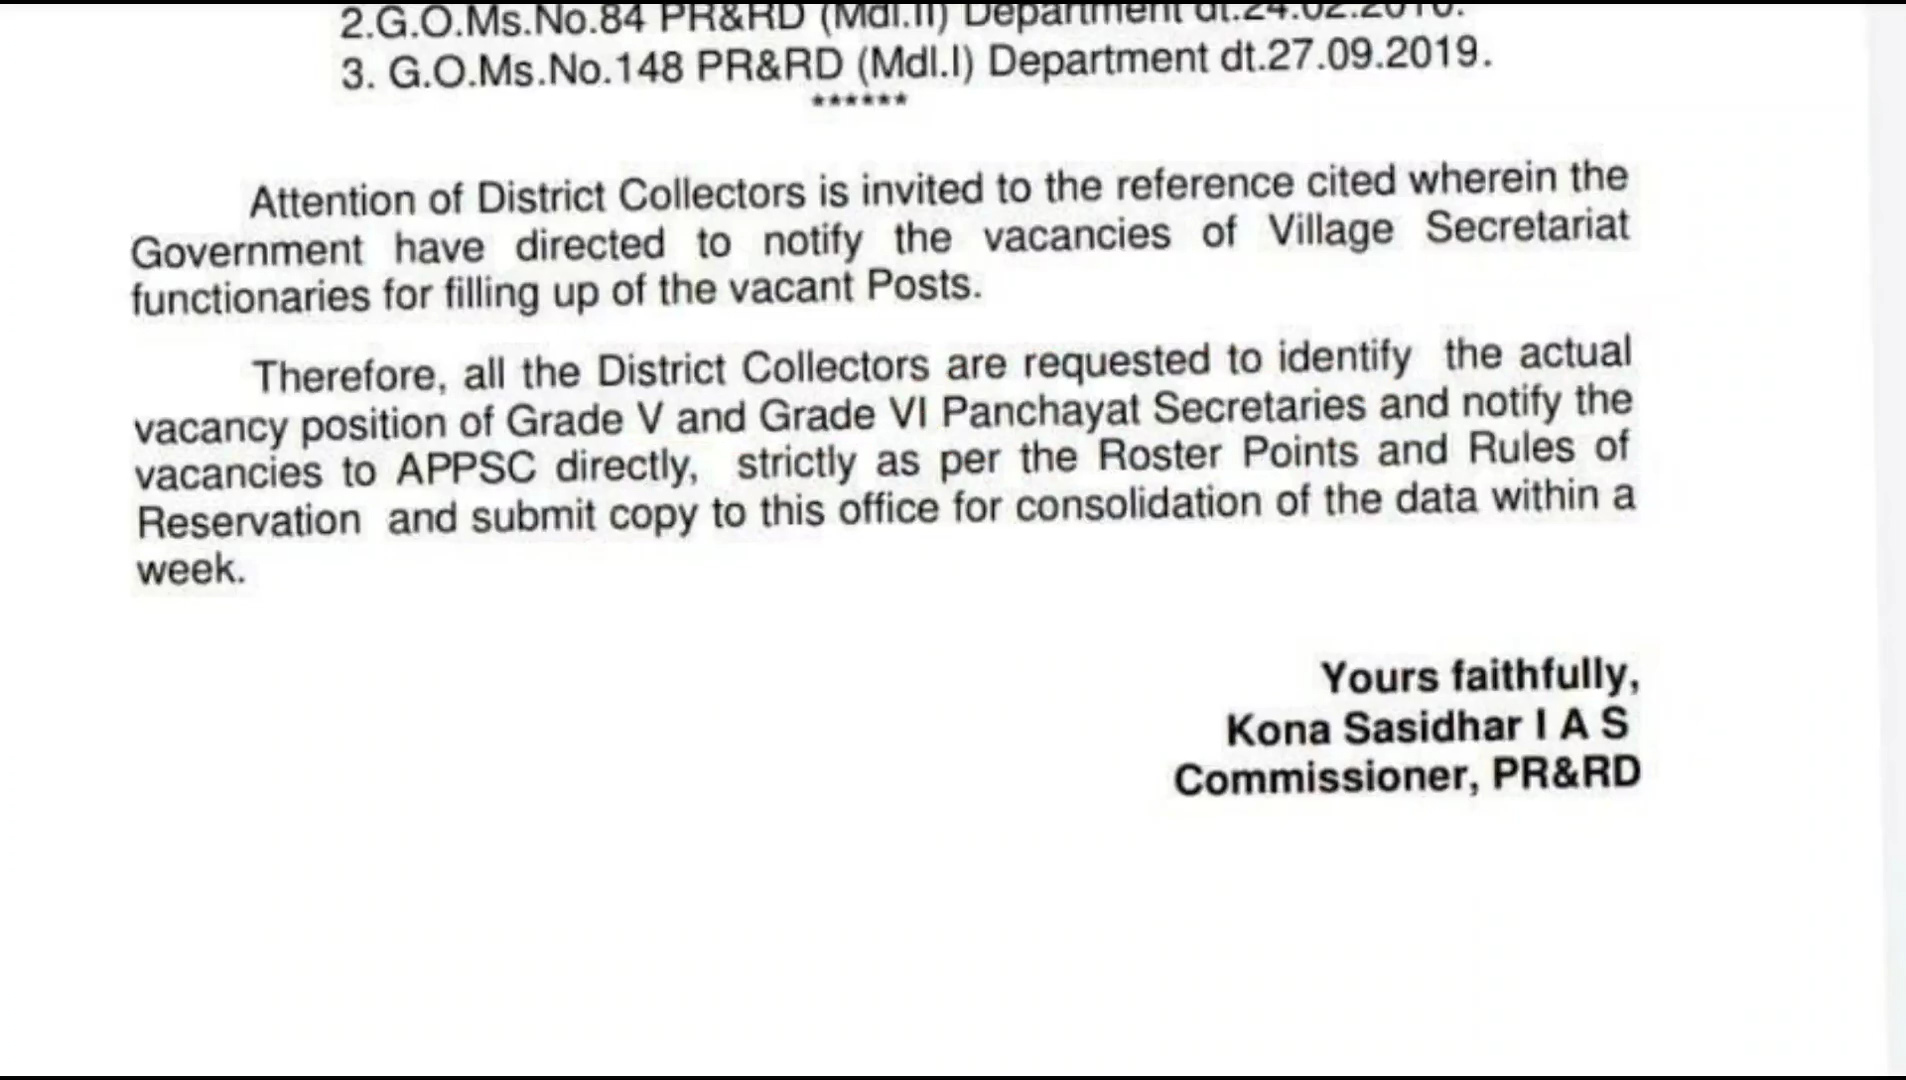 2.G.O.Ms.No.84 PR&RD (Mdl.II) Department dt.24.02.2016.
3. G.O.Ms.No.148 PR&RD (Mdl.I) Department dt.27.09.2019.
******
Attention of District Collectors is invited to the reference cited wherein the
Government have directed to notify the vacancies of Village Secretariat
functionaries for filling up of the vacant Posts.
Therefore, all the District Collectors are requested to identify the actual
vacancy position of Grade V and Grade VI Panchayat Secretaries and notify the
vacancies to APPSC directly, strictly as per the Roster Points and Rules of
Reservation and submit copy to this office for consolidation of the data within a
week.
Yours faithfully,
Kona Sasidhar I A S
Commissioner, PR&RD